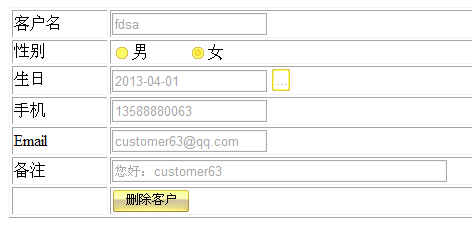 客户名 fdsa
性别 男 女
生日 2013-04-01 ...
手机 13588880063
Email customer63@qq.com
备注 您好：customer63
删除客户